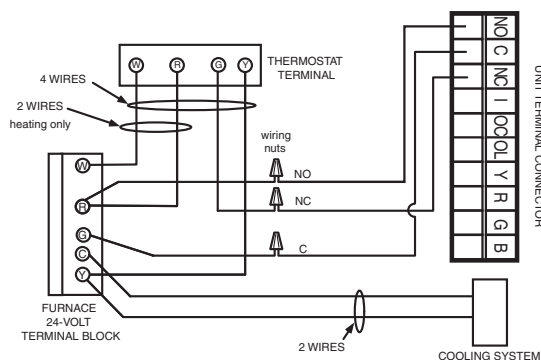 THERMOSTAT
TERMINAL
W
R
G
Y
4 WIRES
2 WIRES
heating only
wiring
nuts
NO
NC
C
W
R
G
C
Y
FURNACE
24-VOLT
TERMINAL BLOCK
2 WIRES
COOLING SYSTEM
NO
C
NC
I
OCOOL
Y
R
G
B
UNIT TERMINAL CONNECTOR